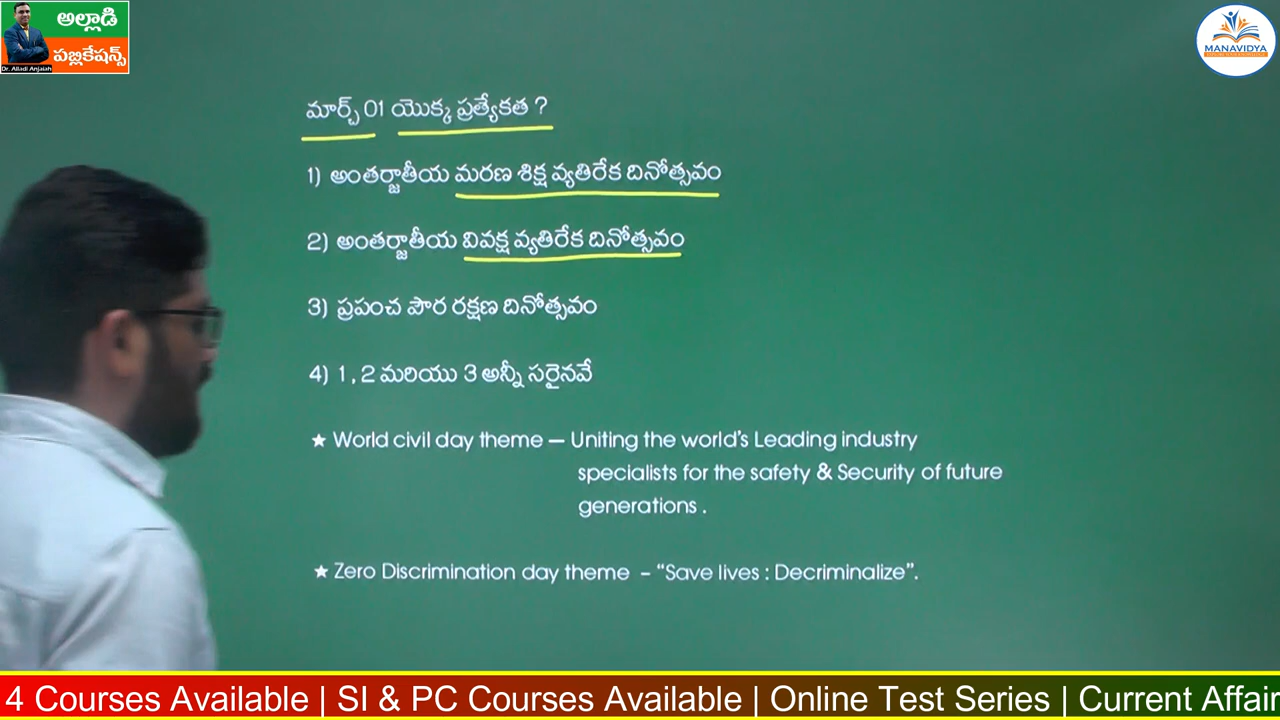 అల్లాడి
పబ్లికేషన్స్
Dr. Alladi Anjaiah
MANAVIDYA
మార్చ్ 01 యొక్క ప్రత్యేకత ?
1) అంతర్జాతీయ మరణ శిక్ష వ్యతిరేక దినోత్సవం
2) అంతర్జాతీయ వివక్ష వ్యతిరేక దినోత్సవం
3) ప్రపంచ పౌర రక్షణ దినోత్సవం
4) 1, 2 మరియు 3 అన్నీ సరైనవే
★ World civil day theme – Uniting the world's Leading industry
specialists for the safety & Security of future
generations .
★ Zero Discrimination day theme - "Save lives : Decriminalize".
4 Courses Available | SI & PC Courses Available | Online Test Series | Current Affair